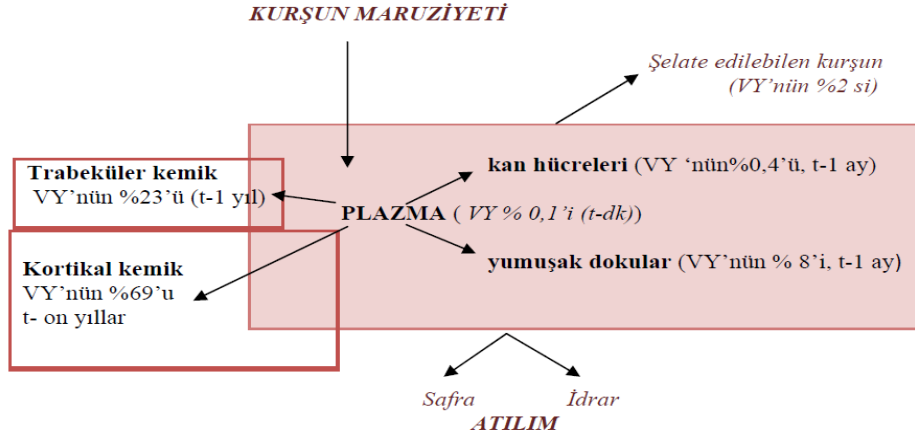 KURŞUN MARUZİYETİ
Şelate edilebilen kurşun
(VY’nün %2 si)
Trabeküler kemik
VY’nün %23’ü (t-1 yıl)
kan hücreleri (VY ‘nün%0,4’ü, t-1 ay)
PLAZMA ( VY % 0,1’i (t-dk))
yumuşak dokular (VY’nün % 8’i, t-1 ay)
Kortikal kemik
VY’nün %69’u
t- on yıllar
Safra İdrar
ATILIM